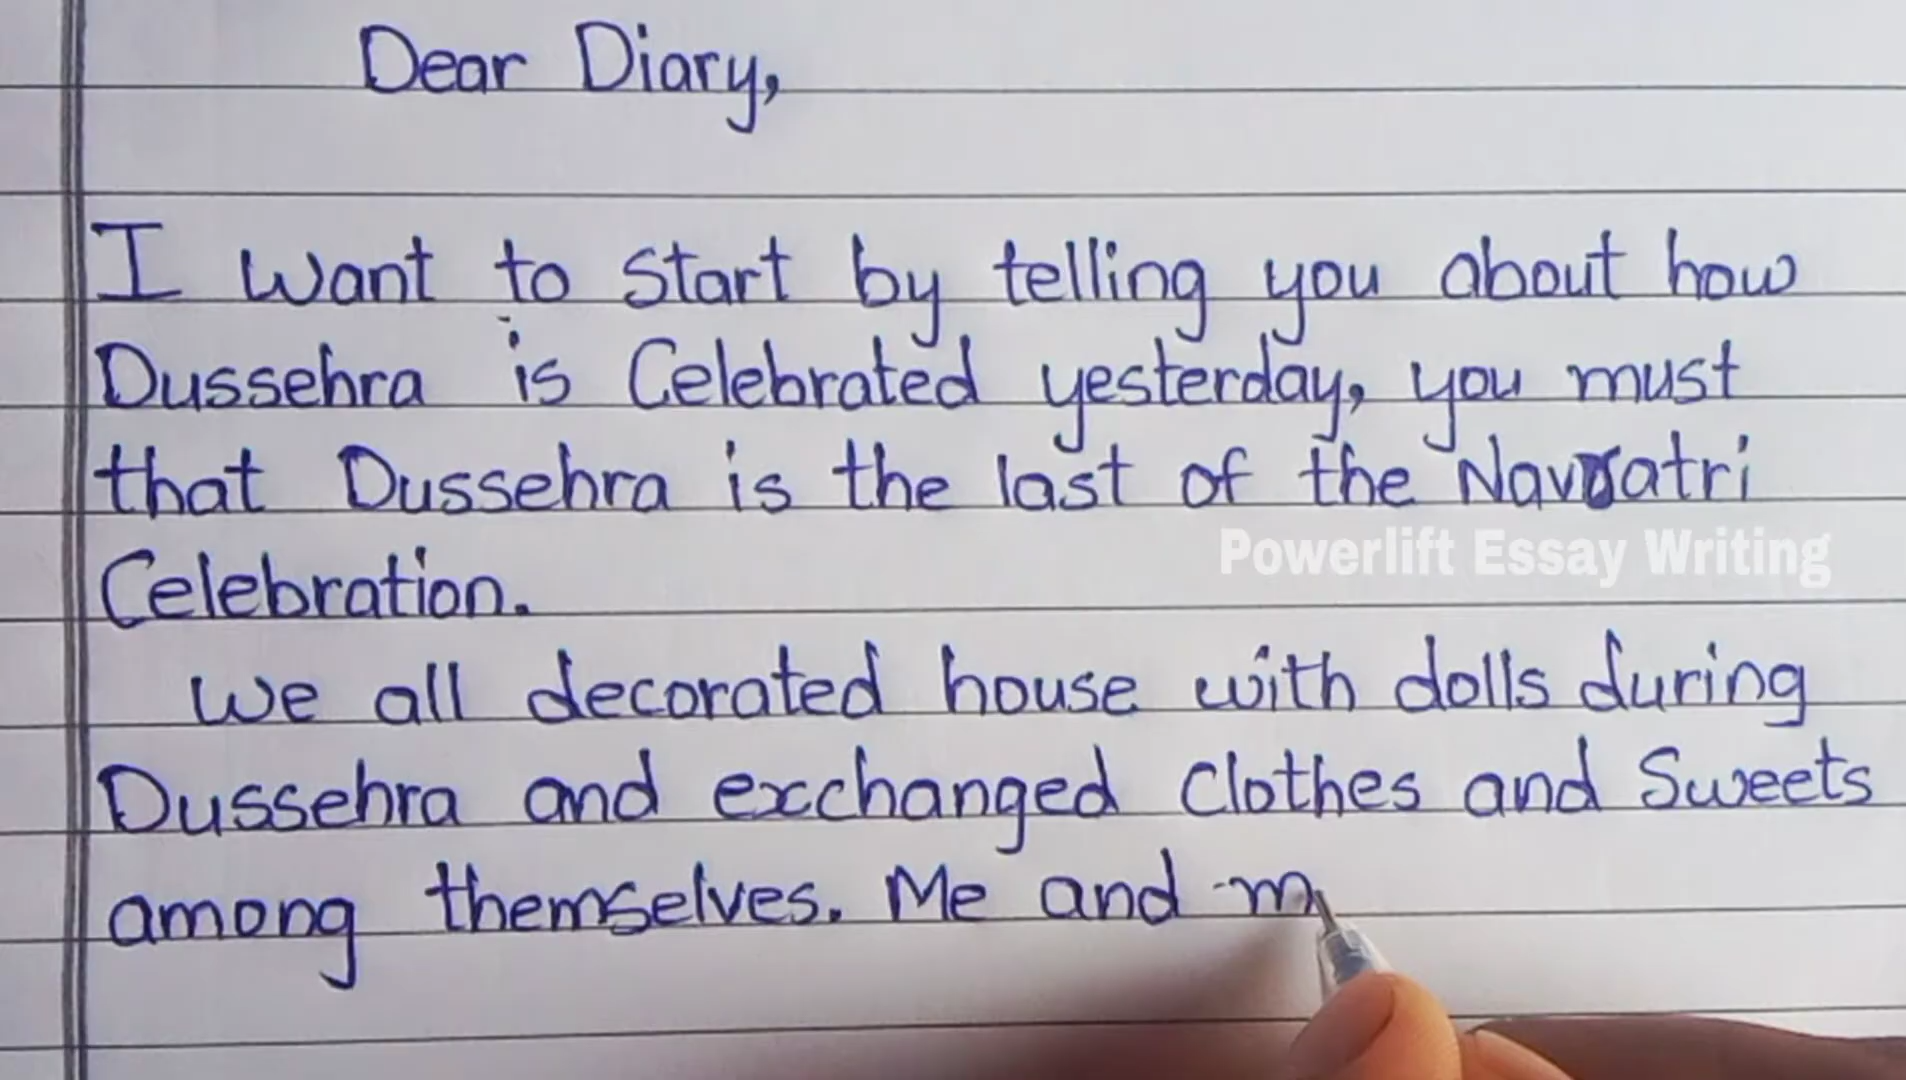 Dear Diary,
I want to start by telling you about how
Dussehra is Celebrated yesterday, you must
that Dussehra is the last of the Navratri
Powerlift Essay Writing
Celebration.
We all decorated house with dolls during
Dussehra and exchanged Clothes and Sweets
among themselves. Me and m